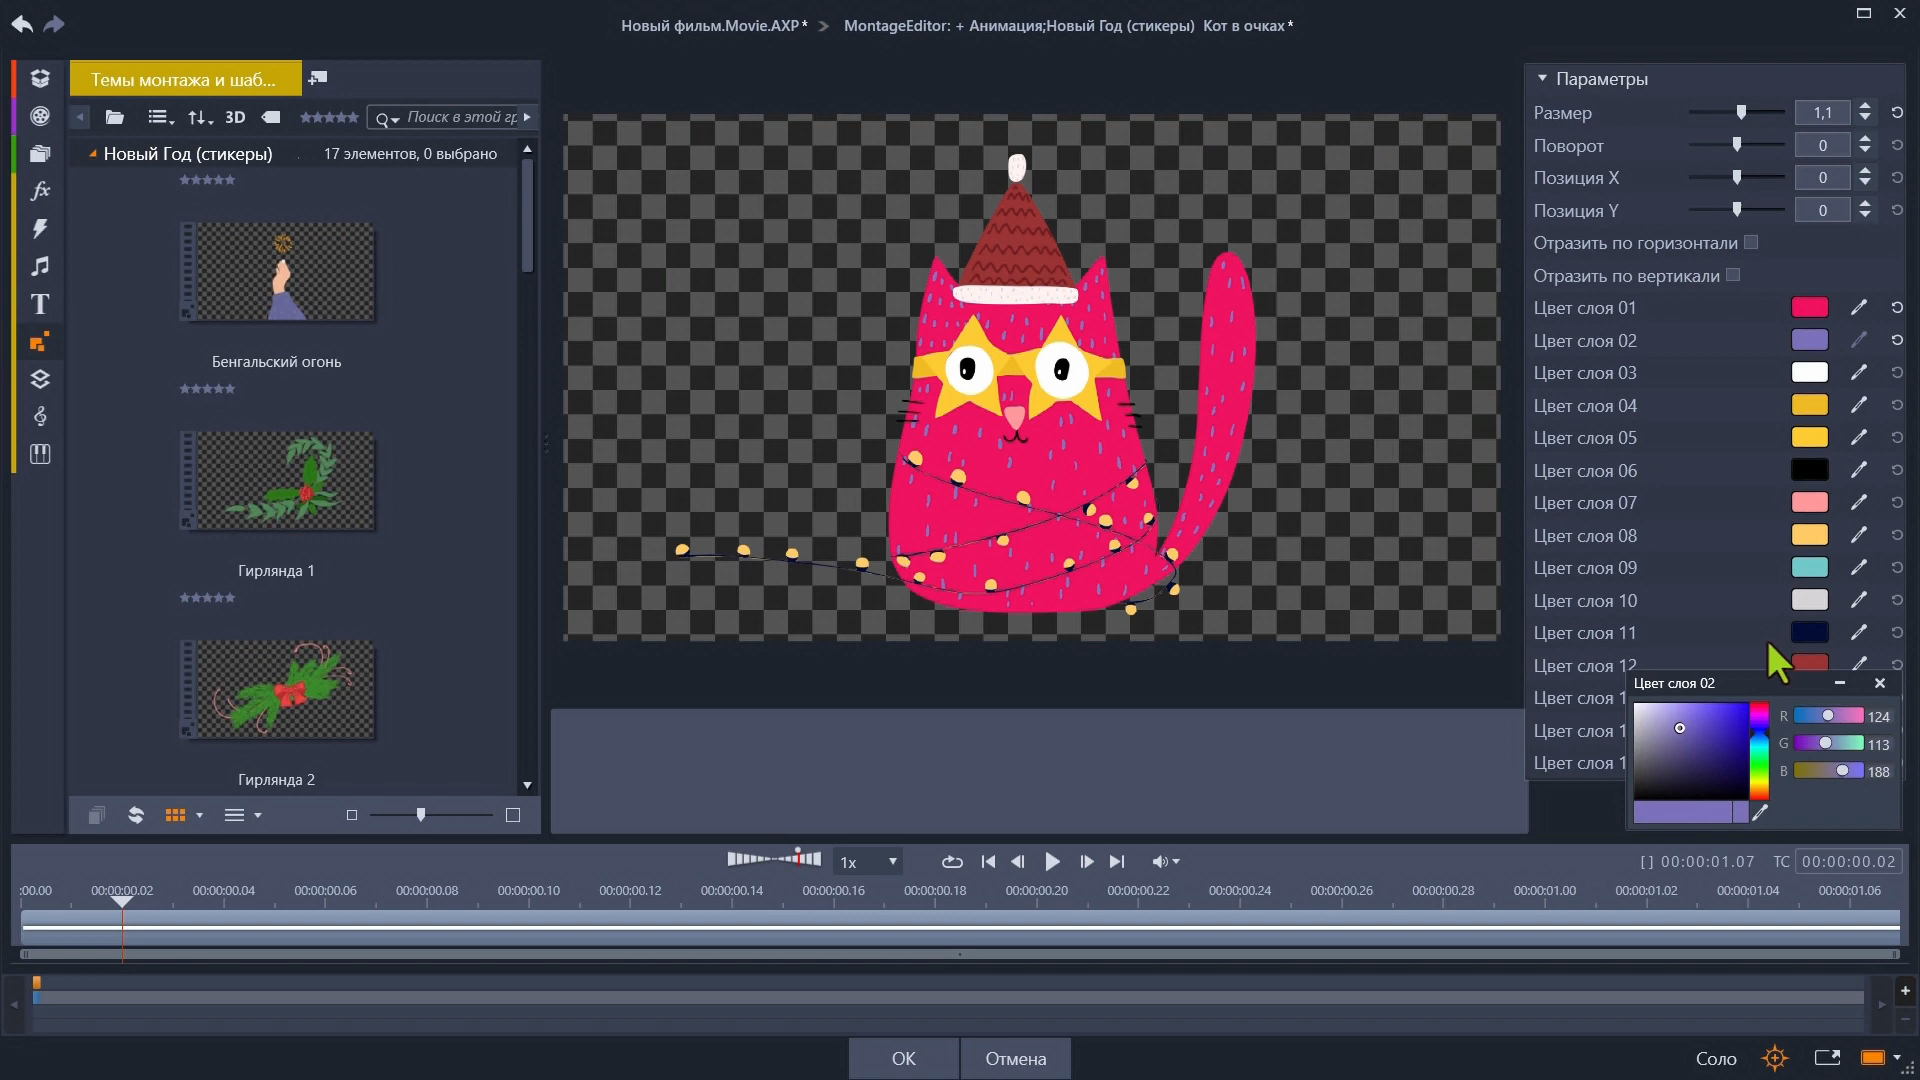 Новый фильм.Movie.AXP* MontageEditor: + Анимация;Новый Год (стикеры) Кот в очках*
Темы монтажа и шаб...
3D
Поиск в этой гр
Новый Год (стикеры) 17 элементов, 0 выбрано
Бенгальский огонь
Гирлянда 1
Гирлянда 2
Параметры
Размер 1,1
Поворот 0
Позиция X 0
Позиция Y 0
Отразить по горизонтали
Отразить по вертикали
Цвет слоя 01
Цвет слоя 02
Цвет слоя 03
Цвет слоя 04
Цвет слоя 05
Цвет слоя 06
Цвет слоя 07
Цвет слоя 08
Цвет слоя 09
Цвет слоя 10
Цвет слоя 11
Цвет слоя 12
Цвет слоя 1
Цвет слоя 1
Цвет слоя 1
Цвет слоя 02
R 124
G 113
B 188
1x
[ ] 00:00:01.07 TC 00:00:00.02
:00.00 00:00:00.02 00:00:00.04 00:00:00.06 00:00:00.08 00:00:00.10 00:00:00.12 00:00:00.14 00:00:00.16 00:00:00.18 00:00:00.20 00:00:00.22 00:00:00.24 00:00:00.26 00:00:00.28 00:00:01.00 00:00:01.02 00:00:01.04 00:00:01.06
OK
Отмена
Соло